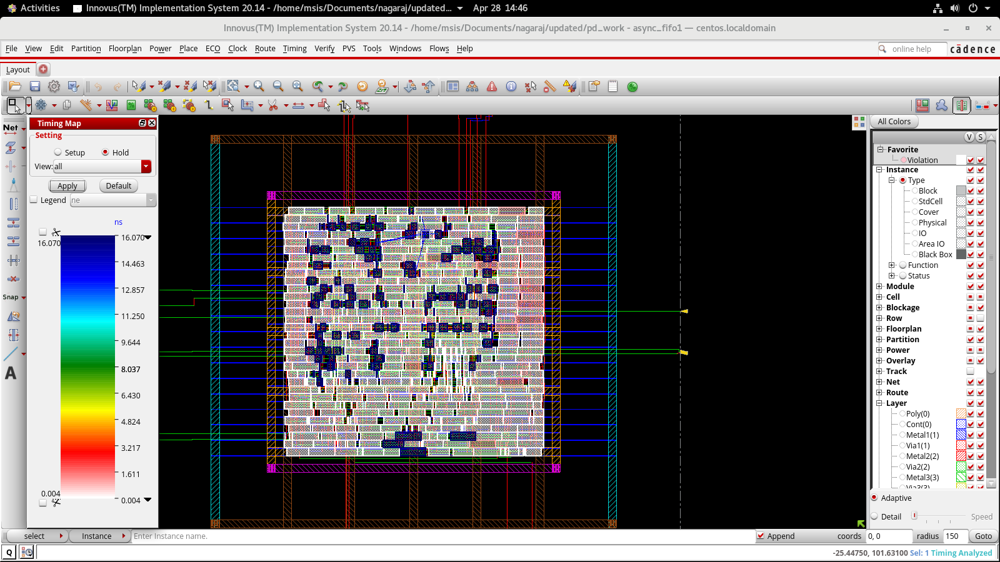 Activities
Innovus(TM) Implementation System 20.14 - /home/msis/Documents/nagaraj/updated...
Apr 28 14:46
Innovus(TM) Implementation System 20.14 - /home/msis/Documents/nagaraj/updated/pd_work - async_fifo1 — centos.localdomain
File View Edit Partition Floorplan Power Place ECO Clock Route Timing Verify PVS Tools Windows Flows Help
online help
cādence
Layout
Timing Map
Setting
Setup
Hold
View: all
Apply
Default
Legend
ne
ns
16.070
16.070
14.463
12.857
11.250
9.644
8.037
6.430
4.824
3.217
1.611
0.004
0.004
Net
Snap
A
All Colors
V S
Favorite
Violation
Instance
Type
Block
StdCell
Cover
Physical
IO
Area IO
Black Box
Function
Status
Module
Cell
Blockage
Row
Floorplan
Partition
Power
Overlay
Track
Net
Route
Layer
Poly(0)
Cont(0)
Metal1(1)
Via1(1)
Metal2(2)
Via2(2)
Metal3(3)
Via3(3)
Adaptive
Detail
Speed
select
Instance
Enter Instance name.
Append
coords 0, 0
radius 150
Goto
Q
-25.44750, 101.63100 Sel: 1 Timing Analyzed